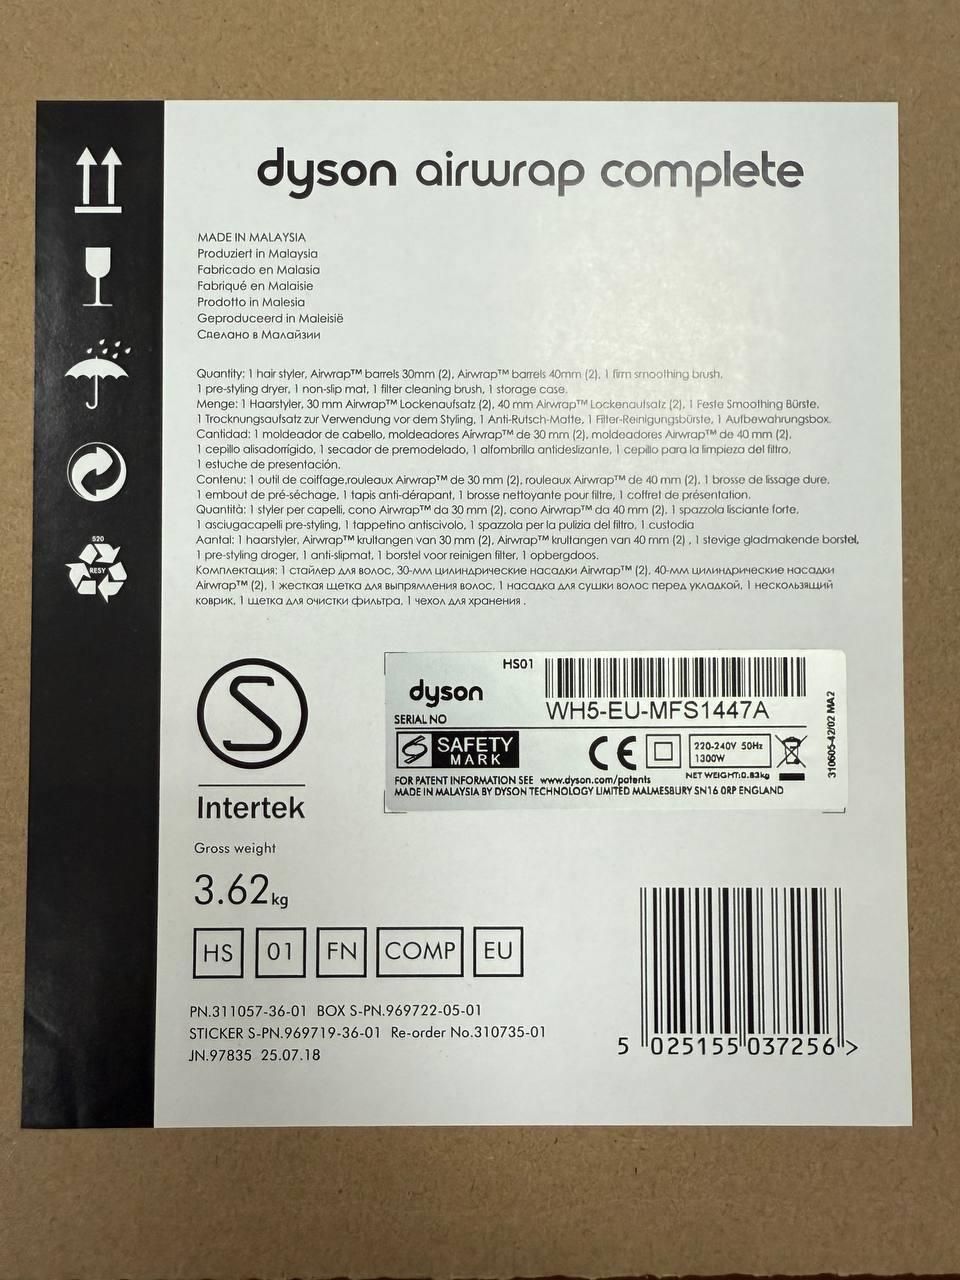 dyson airwrap complete
MADE IN MALAYSIA
Produziert in Malaysia
Fabricado en Malasia
Fabriqué en Malaisie
Prodotto in Malesia
Geproduceerd in Maleisië
Сделано в Малайзии
Quantity: 1 hair styler, Airwrap™ barrels 30mm (2), Airwrap™ barrels 40mm (2), 1 firm smoothing brush,
1 pre-styling dryer, 1 non-slip mat, 1 filter cleaning brush, 1 storage case.
Menge: 1 Haarstyler, 30 mm Airwrap™ Lockenaufsatz (2), 40 mm Airwrap™ Lockenaufsatz (2), 1 Feste Smoothing Bürste,
1 Trocknungsaufsatz zur Verwendung vor dem Styling, 1 Anti-Rutsch-Matte, 1 Filter-Reinigungsbürste, 1 Aufbewahrungsbox.
Cantidad: 1 moldeador de cabello, moldeadores Airwrap™ de 30 mm (2), moldeadores Airwrap™ de 40 mm (2),
1 cepillo alisadorrigido, 1 secador de premodelado, 1 alfombrilla antideslizante, 1 cepillo para la limpieza del filtro,
1 estuche de presentación.
Contenu: 1 outil de coiffage,rouleaux Airwrap™ de 30 mm (2), rouleaux Airwrap™ de 40 mm (2), 1 brosse de lissage dure,
1 embout de pré-séchage, 1 tapis anti-dérapant, 1 brosse nettoyante pour filtre, 1 coffret de présentation.
Quantità: 1 styler per capelli, cono Airwrap™ da 30 mm (2), cono Airwrap™ da 40 mm (2), 1 spazzola lisciante forte,
1 asciugacapelli pre-styling, 1 tappetino antiscivolo, 1 spazzola per la pulizia del filtro, 1 custodia
Aantal: 1 haarstyler, Airwrap™ krultangen van 30 mm (2), Airwrap™ krultangen van 40 mm (2) , 1 stevige gladmakende borstel,
1 pre-styling droger, 1 anti-slipmat, 1 borstel voor reinigen filter, 1 opbergdoos.
Комплектация: 1 стайлер для волос, 30-мм цилиндрические насадки Airwrap™ (2), 40-мм цилиндрические насадки
Airwrap™ (2), 1 жесткая щетка для выпрямления волос, 1 насадка для сушки волос перед укладкой, 1 нескользящий
коврик, 1 щетка для очистки фильтра, 1 чехол для хранения .
520
RESY
Intertek
HS01
dyson
SERIAL NO
WH5-EU-MFS1447A
SAFETY
MARK
CE
220-240V 50Hz
1300W
NET WEIGHT:0.83kg
FOR PATENT INFORMATION SEE www.dyson.com/patents
MADE IN MALAYSIA BY DYSON TECHNOLOGY LIMITED MALMESBURY SN16 0RP ENGLAND
310605-42/02 MA2
Gross weight
3.62kg
HS 01 FN COMP EU
PN.311057-36-01 BOX S-PN.969722-05-01
STICKER S-PN.969719-36-01 Re-order No.310735-01
JN.97835 25.07.18
5 025155 037256 >